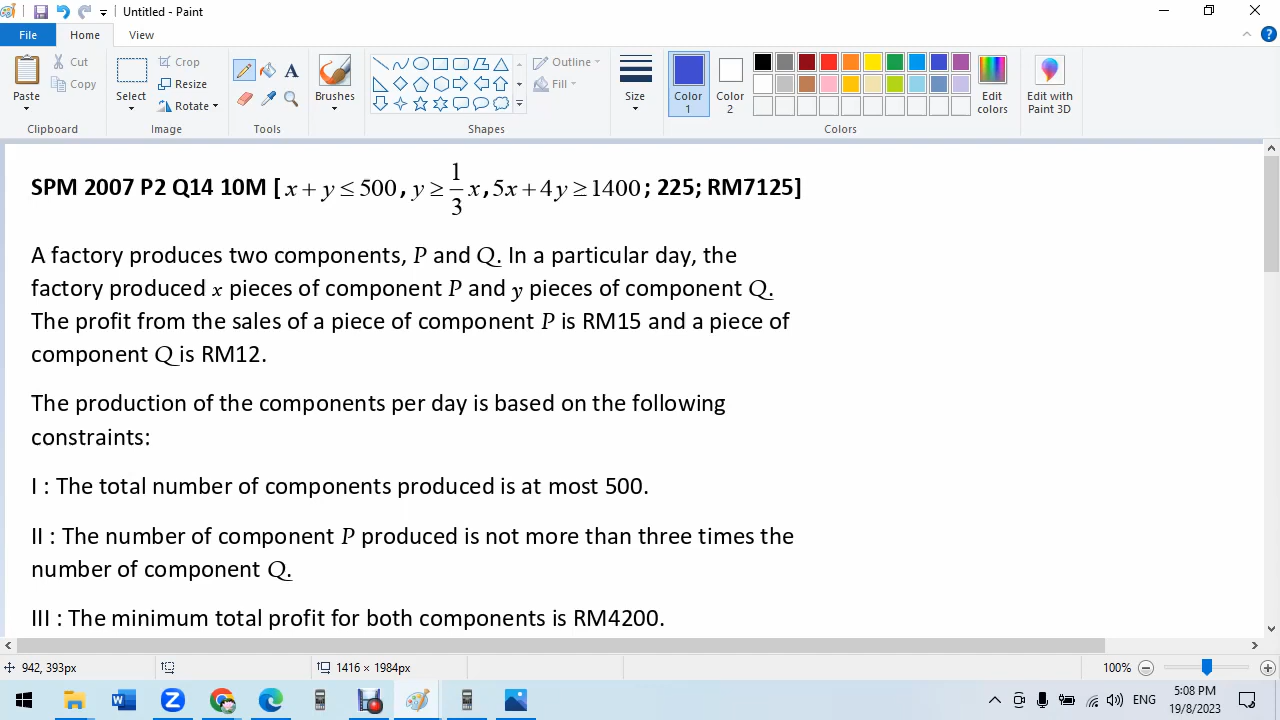 Untitled - Paint
File Home View
Paste Cut Copy Clipboard
Select Crop Resize Rotate Image
A Tools
Brushes
Outline Fill Shapes
Size
Color 1 Color 2 Edit colors Colors
Edit with Paint 3D
SPM 2007 P2 Q14 10M [ x + y ≤ 500 , y ≥ 1/3 x , 5x + 4y ≥ 1400 ; 225; RM7125]
A factory produces two components, P and Q. In a particular day, the
factory produced x pieces of component P and y pieces of component Q.
The profit from the sales of a piece of component P is RM15 and a piece of
component Q is RM12.
The production of the components per day is based on the following
constraints:
I : The total number of components produced is at most 500.
II : The number of component P produced is not more than three times the
number of component Q.
III : The minimum total profit for both components is RM4200.
942, 393px 1416 × 1984px 100%
ENG 5:08 PM
19/8/2023